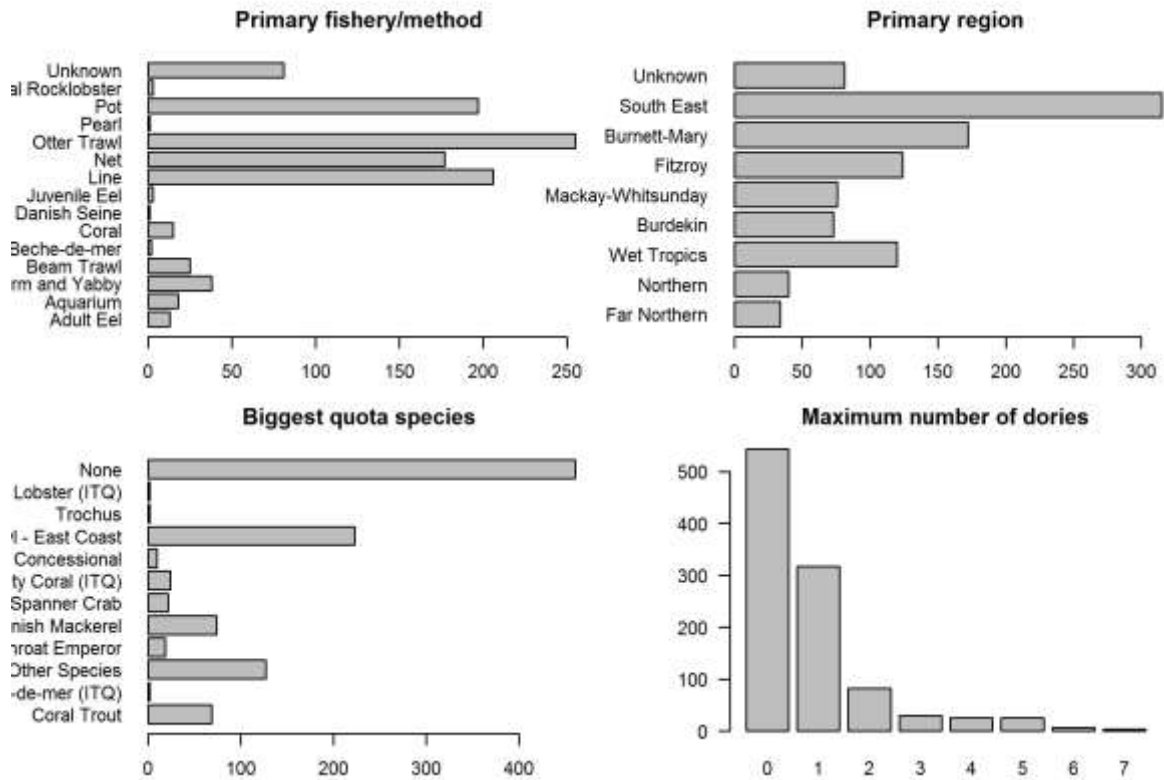 Primary fishery/method
Unknown
al Rocklobster
Pot
Pearl
Otter Trawl
Net
Line
Juvenile Eel
Danish Seine
Coral
Beche-de-mer
Beam Trawl
rm and Yabby
Aquarium
Adult Eel
0 50 100 150 200 250
Primary region
Unknown
South East
Burnett-Mary
Fitzroy
Mackay-Whitsunday
Burdekin
Wet Tropics
Northern
Far Northern
0 50 100 150 200 250 300
Biggest quota species
None
Lobster (ITQ)
Trochus
l - East Coast
Concessional
ty Coral (ITQ)
Spanner Crab
nish Mackerel
hroat Emperor
Other Species
-de-mer (ITQ)
Coral Trout
0 100 200 300 400
Maximum number of dories
500
400
300
200
100
0
0 1 2 3 4 5 6 7